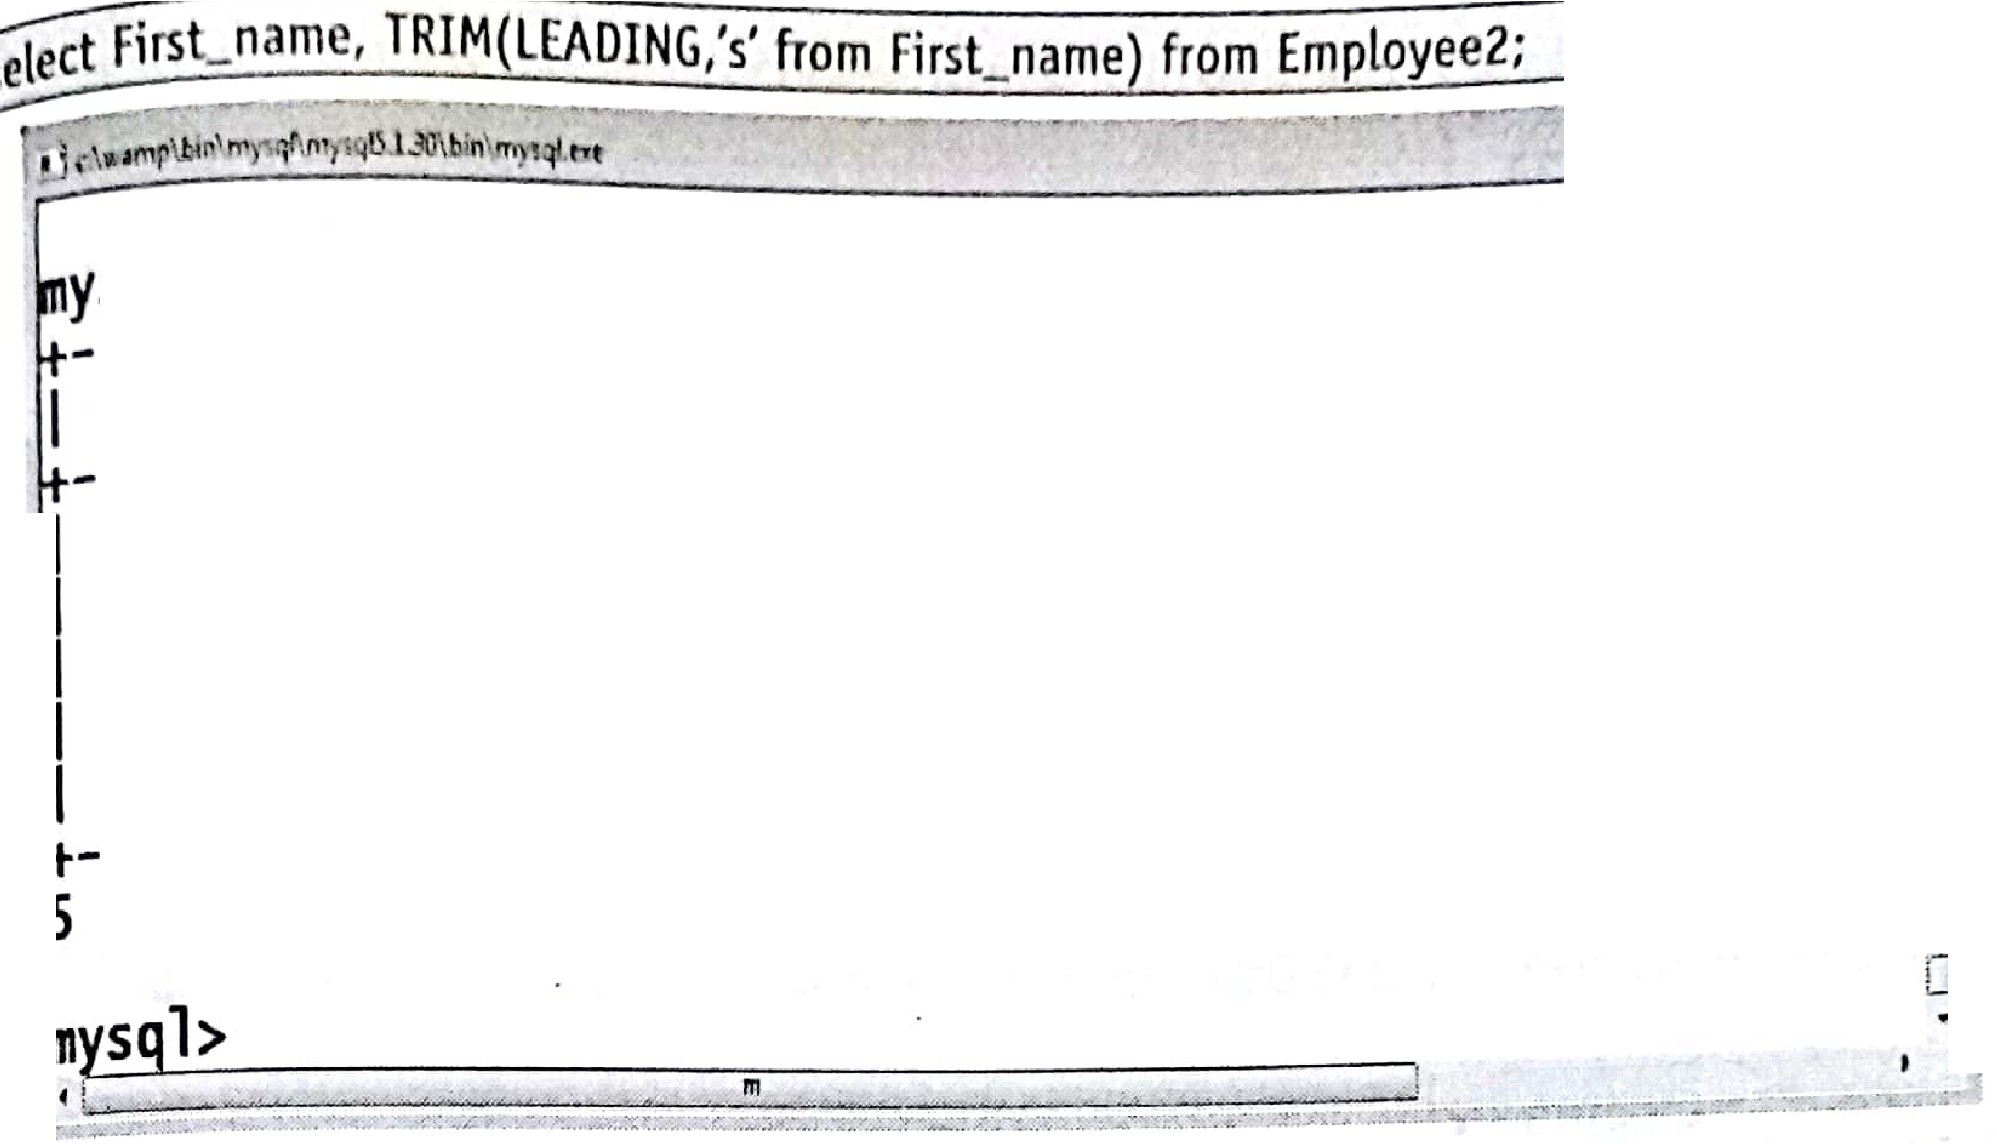 elect First_name, TRIM(LEADING,'s' from First_name) from Employee2;
c:\wamp\bin\mysql\mysql5.1.30\bin\mysql.exe
my
+-
|
+-
|
|
|
|
|
+-
5
mysql>